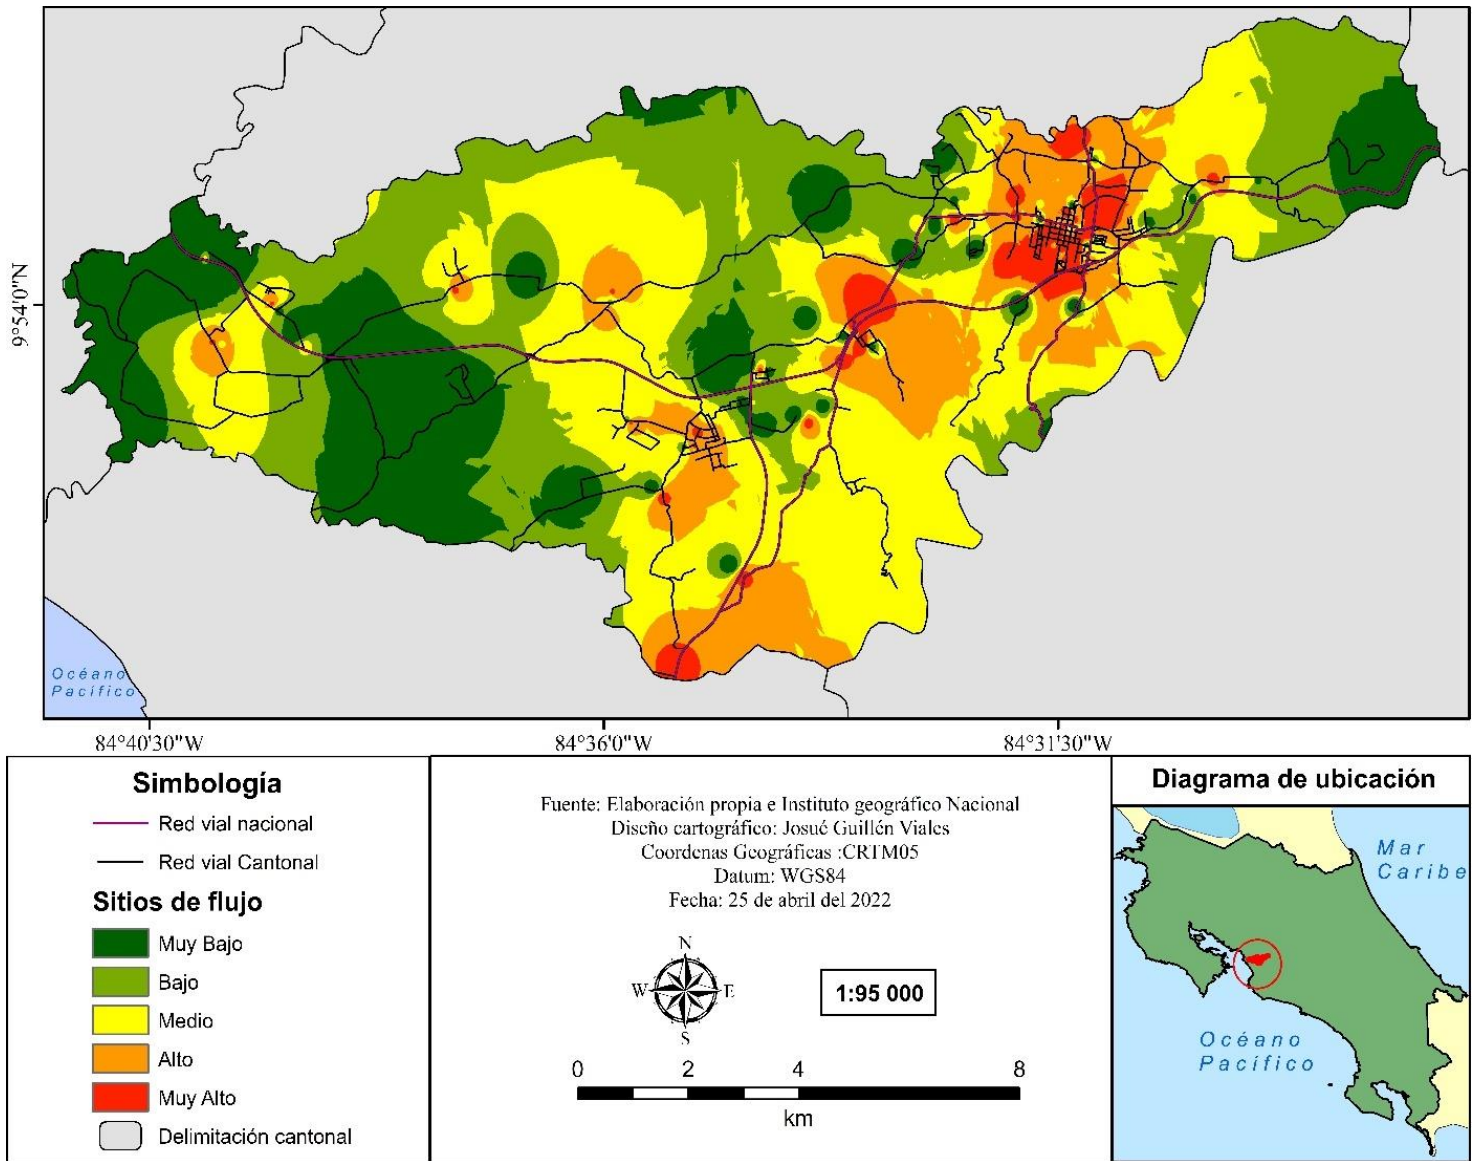 9°54'0"N
Océano
Pacífico
84°40'30"W
84°36'0"W
84°31'30"W
Simbología
Red vial nacional
Red vial Cantonal
Sitios de flujo
Muy Bajo
Bajo
Medio
Alto
Muy Alto
Delimitación cantonal
Fuente: Elaboración propia e Instituto geográfico Nacional
Diseño cartográfico: Josué Guillén Viales
Coordenas Geográficas :CRTM05
Datum: WGS84
Fecha: 25 de abril del 2022
N
W E
S
1:95 000
0 2 4 8
km
Diagrama de ubicación
Mar
Caribe
Océano
Pacífico